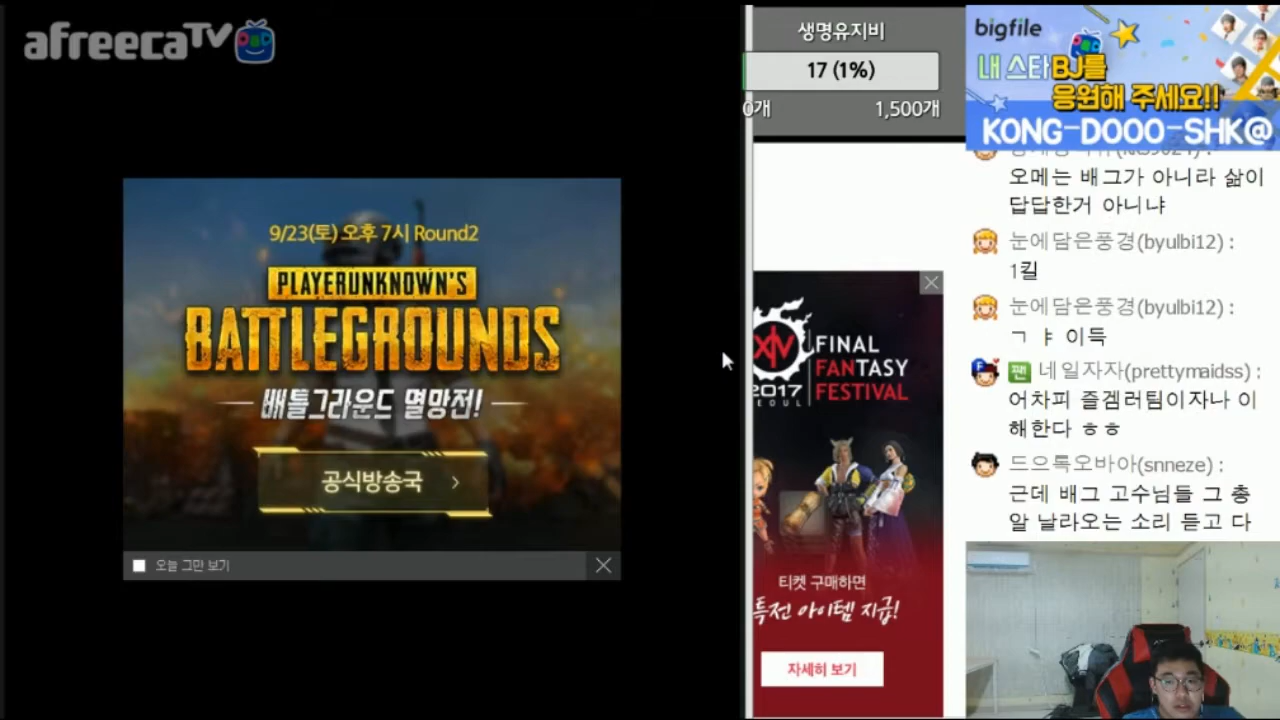 afreecaTV
9/23(토) 오후 7시 Round2
PLAYERUNKNOWN'S
BATTLEGROUNDS
배틀그라운드 멸망전!
공식방송국 >
오늘 그만 보기
생명유지비
17 (1%)
0개 1,500개
XIV
2017
SEOUL
FINAL
FANTASY
FESTIVAL
티켓 구매하면
특전 아이템 지급!
자세히 보기
bigfile
내 스타BJ를
응원해 주세요!!
KONG-DOOO-SHK@
오메는 배그가 아니라 삶이
답답한거 아니냐
눈에담은풍경(byulbi12) :
1킬
눈에담은풍경(byulbi12) :
ㄱ ㅑ 이득
팬 네일자자(prettymaidss) :
어차피 즐겜러팀이자나 이
해한다 ㅎㅎ
드으록오바아(snneze) :
근데 배그 고수님들 그 총
알 날라오는 소리 듣고 다